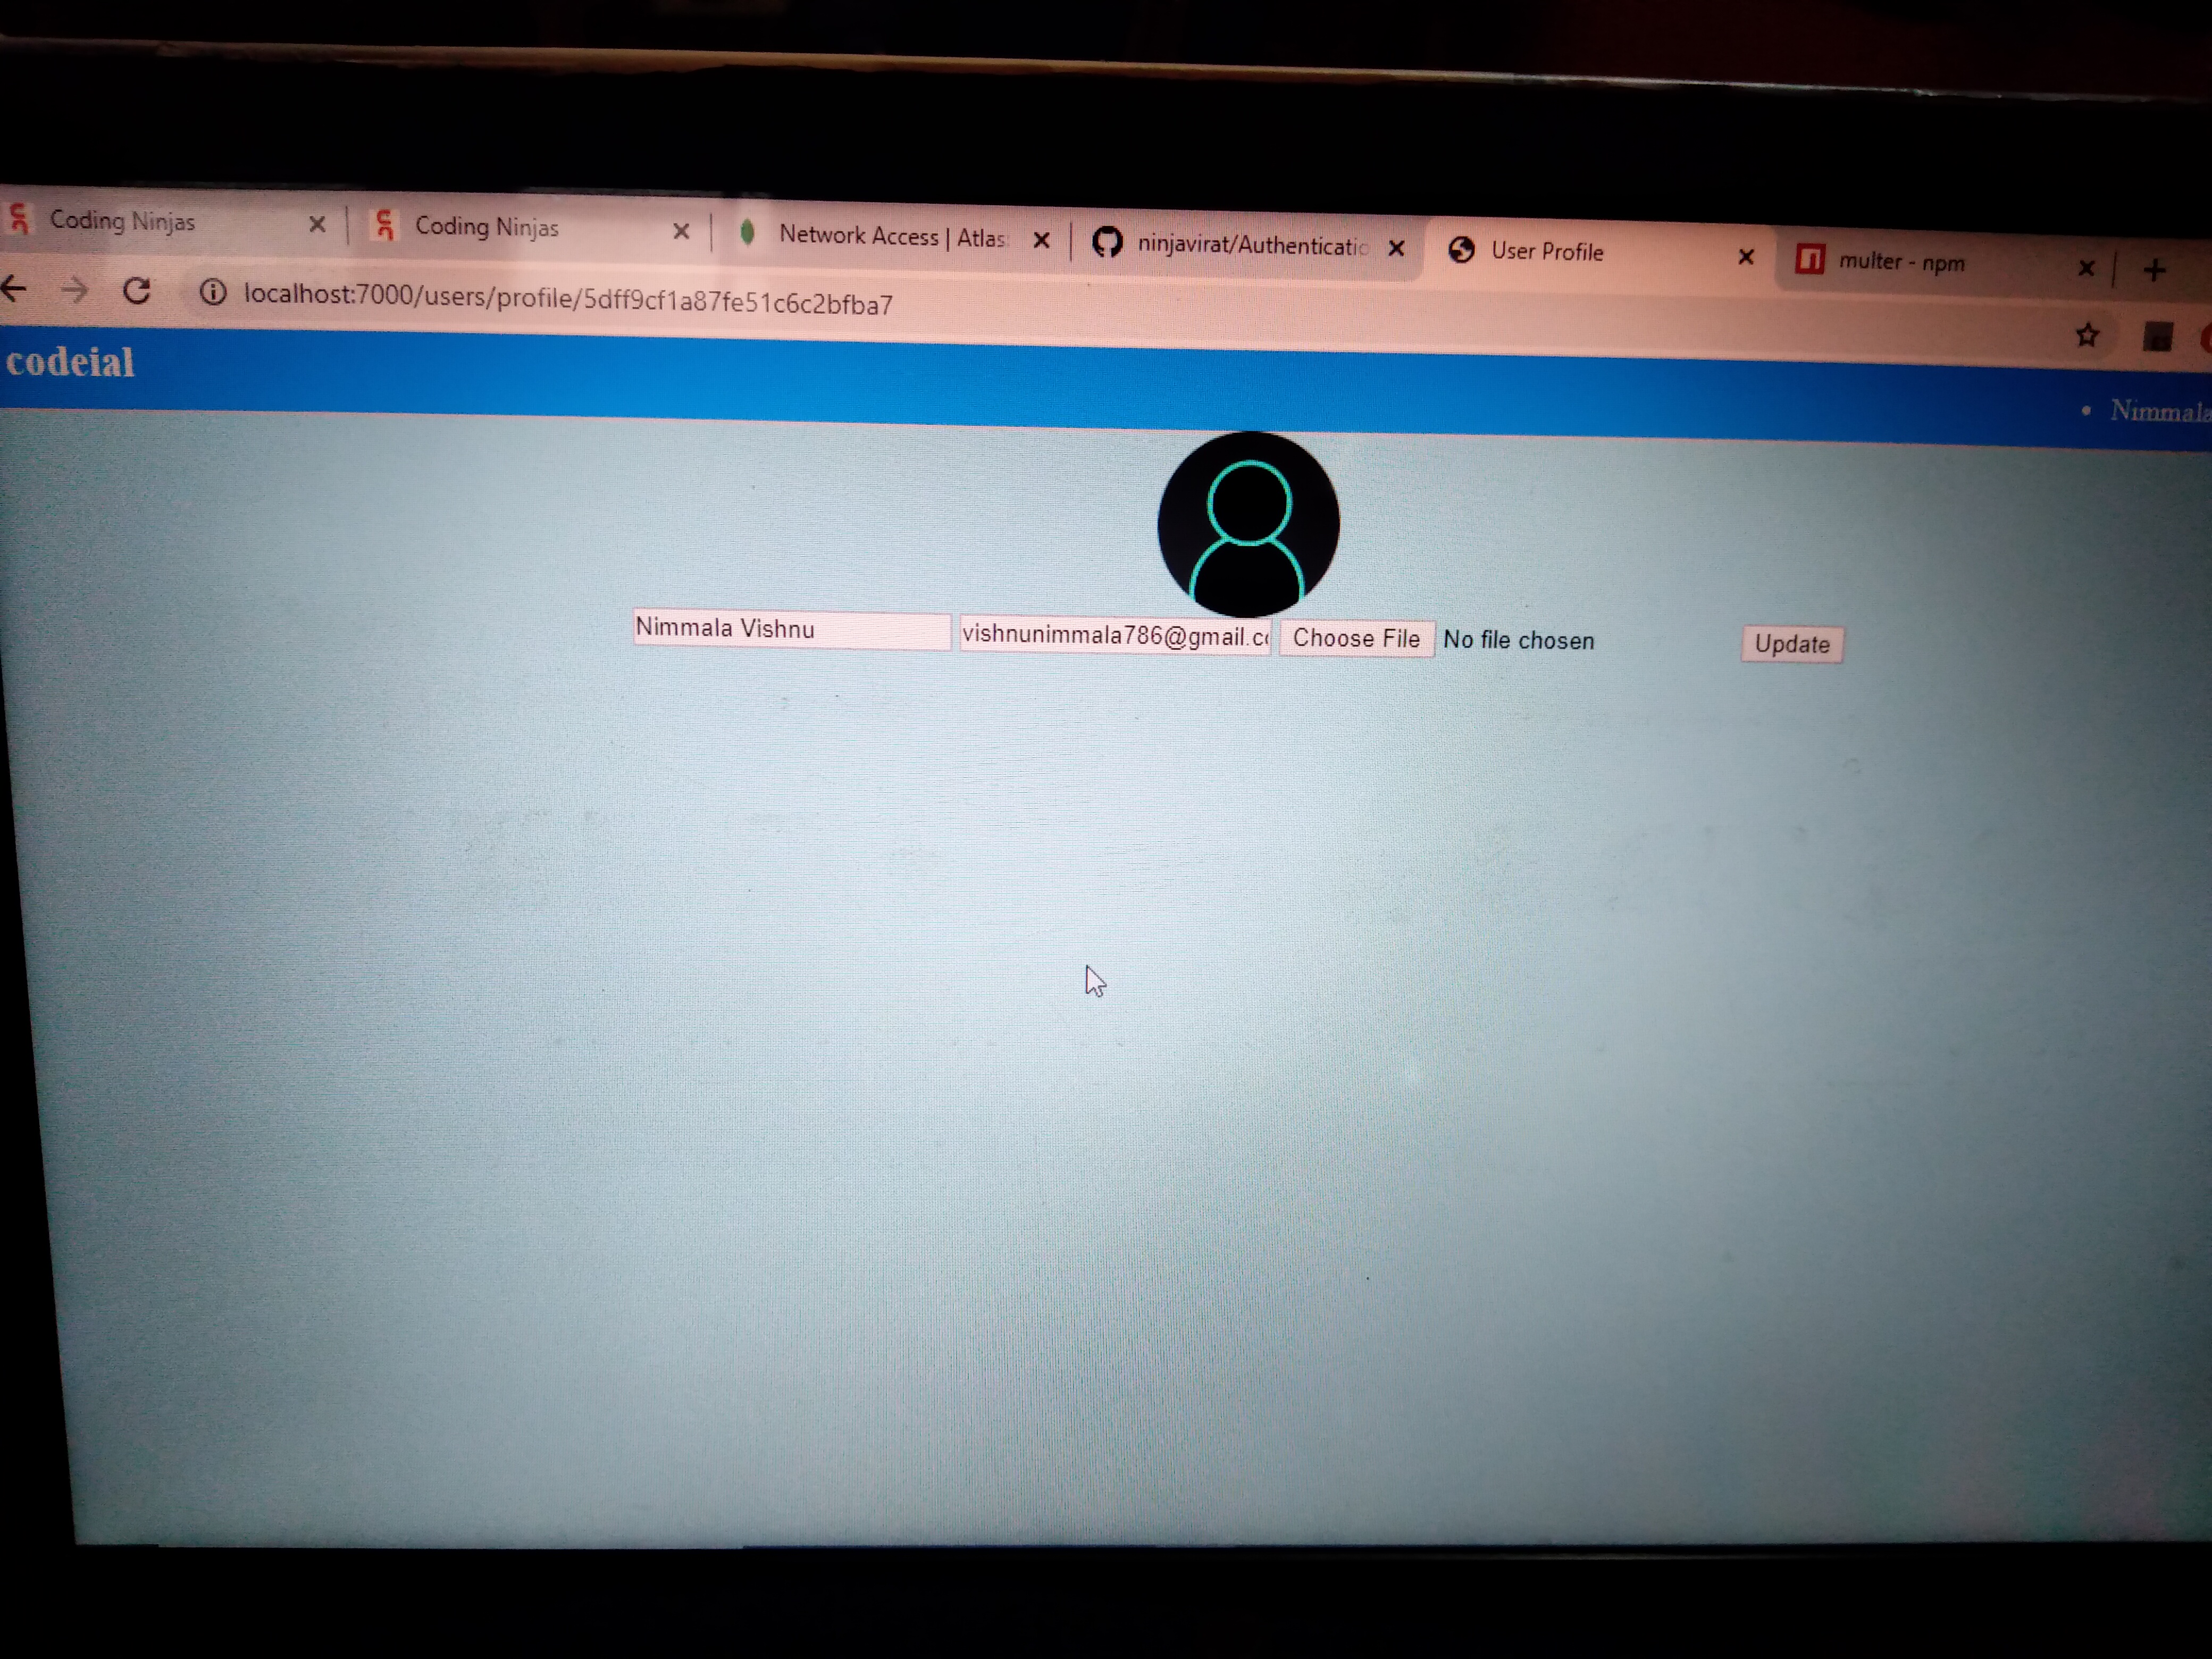 Coding Ninjas
Coding Ninjas
Network Access | Atlas
ninjavirat/Authenticatio
User Profile
multer - npm
localhost:7000/users/profile/5dff9cf1a87fe51c6c2bfba7
codeial
Nimmala
Nimmala Vishnu
vishnunimmala786@gmail.co
Choose File No file chosen
Update